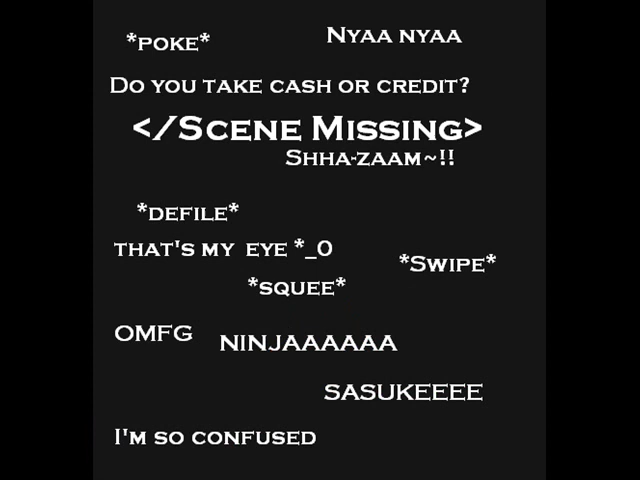 *POKE*
NYAA NYAA
DO YOU TAKE CASH OR CREDIT?
</SCENE MISSING>
SHHA-ZAAM~!!
*DEFILE*
THAT'S MY EYE *_O
*SWIPE*
*SQUEE*
OMFG
NINJAAAAAA
SASUKEEEE
I'M SO CONFUSED